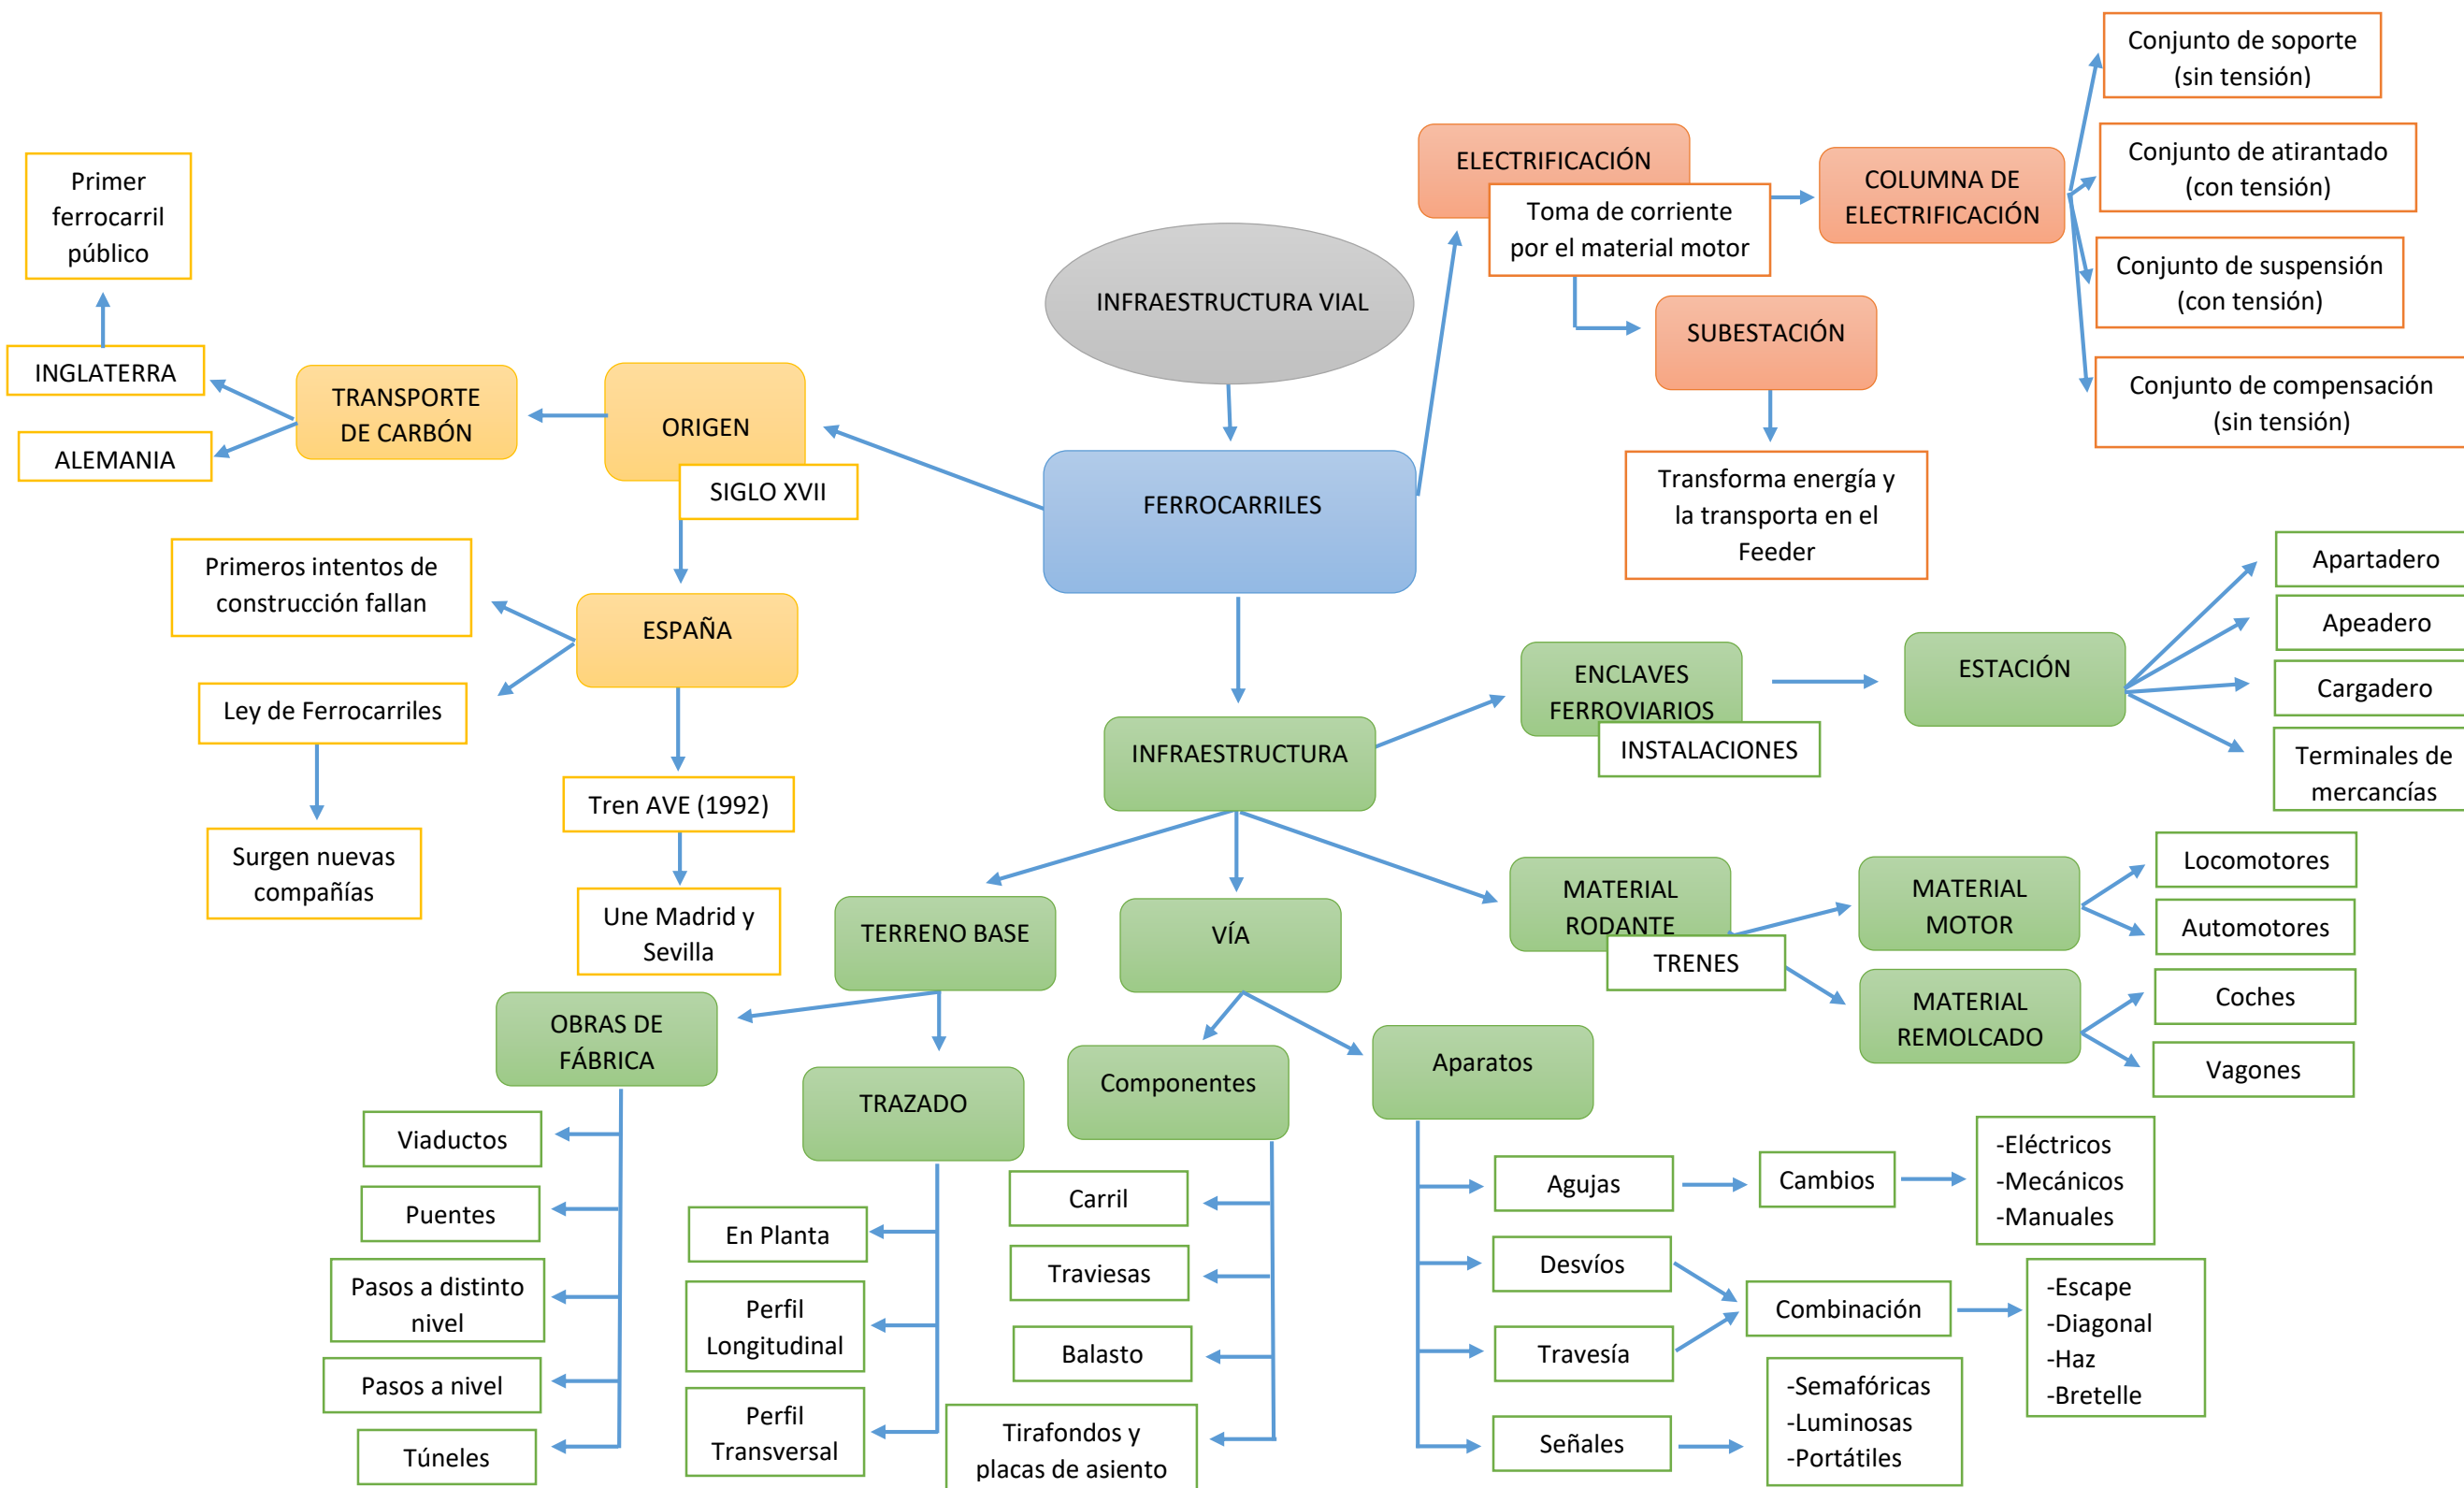 INFRAESTRUCTURA VIAL
FERROCARRILES
ORIGEN
SIGLO XVII
TRANSPORTE
DE CARBÓN
INGLATERRA
Primer
ferrocarril
público
ALEMANIA
ESPAÑA
Primeros intentos de
construcción fallan
Ley de Ferrocarriles
Surgen nuevas
compañías
Tren AVE (1992)
Une Madrid y
Sevilla
ELECTRIFICACIÓN
Toma de corriente
por el material motor
COLUMNA DE
ELECTRIFICACIÓN
Conjunto de soporte
(sin tensión)
Conjunto de atirantado
(con tensión)
Conjunto de suspensión
(con tensión)
Conjunto de compensación
(sin tensión)
SUBESTACIÓN
Transforma energía y
la transporta en el
Feeder
INFRAESTRUCTURA
ENCLAVES
FERROVIARIOS
INSTALACIONES
ESTACIÓN
Apartadero
Apeadero
Cargadero
Terminales de
mercancías
MATERIAL
RODANTE
TRENES
MATERIAL
MOTOR
Locomotores
Automotores
MATERIAL
REMOLCADO
Coches
Vagones
TERRENO BASE
OBRAS DE
FÁBRICA
Viaductos
Puentes
Pasos a distinto
nivel
Pasos a nivel
Túneles
TRAZADO
En Planta
Perfil
Longitudinal
Perfil
Transversal
VÍA
Componentes
Carril
Traviesas
Balasto
Tirafondos y
placas de asiento
Aparatos
Agujas
Cambios
-Eléctricos
-Mecánicos
-Manuales
Desvíos
Travesía
Combinación
-Escape
-Diagonal
-Haz
-Bretelle
Señales
-Semafóricas
-Luminosas
-Portátiles